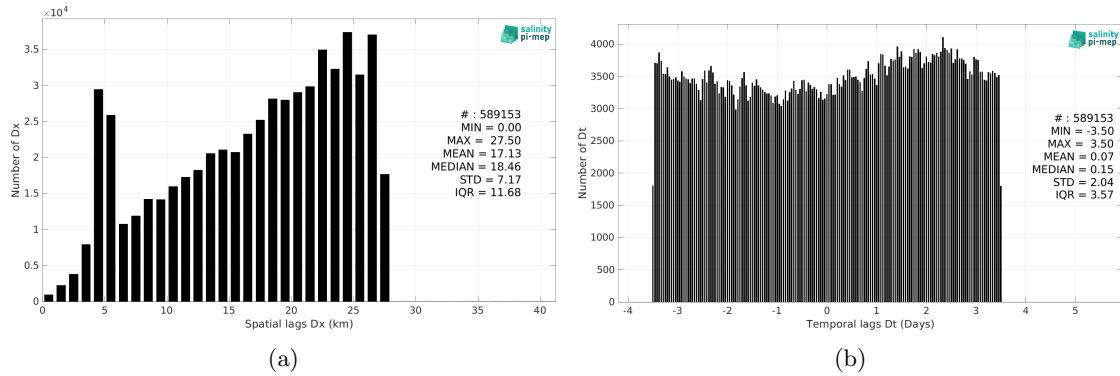 ×10⁴
3.5
3
2.5
2
1.5
1
0.5
0
Number of Dx
0 5 10 15 20 25 30 35 40
Spatial lags Dx (km)
salinity
pi-mep
# : 589153
MIN = 0.00
MAX = 27.50
MEAN = 17.13
MEDIAN = 18.46
STD = 7.17
IQR = 11.68
(a)
4000
3500
3000
2500
2000
1500
1000
500
0
Number of Dt
-4 -3 -2 -1 0 1 2 3 4 5
Temporal lags Dt (Days)
salinity
pi-mep
# : 589153
MIN = -3.50
MAX = 3.50
MEAN = 0.07
MEDIAN = 0.15
STD = 2.04
IQR = 3.57
(b)